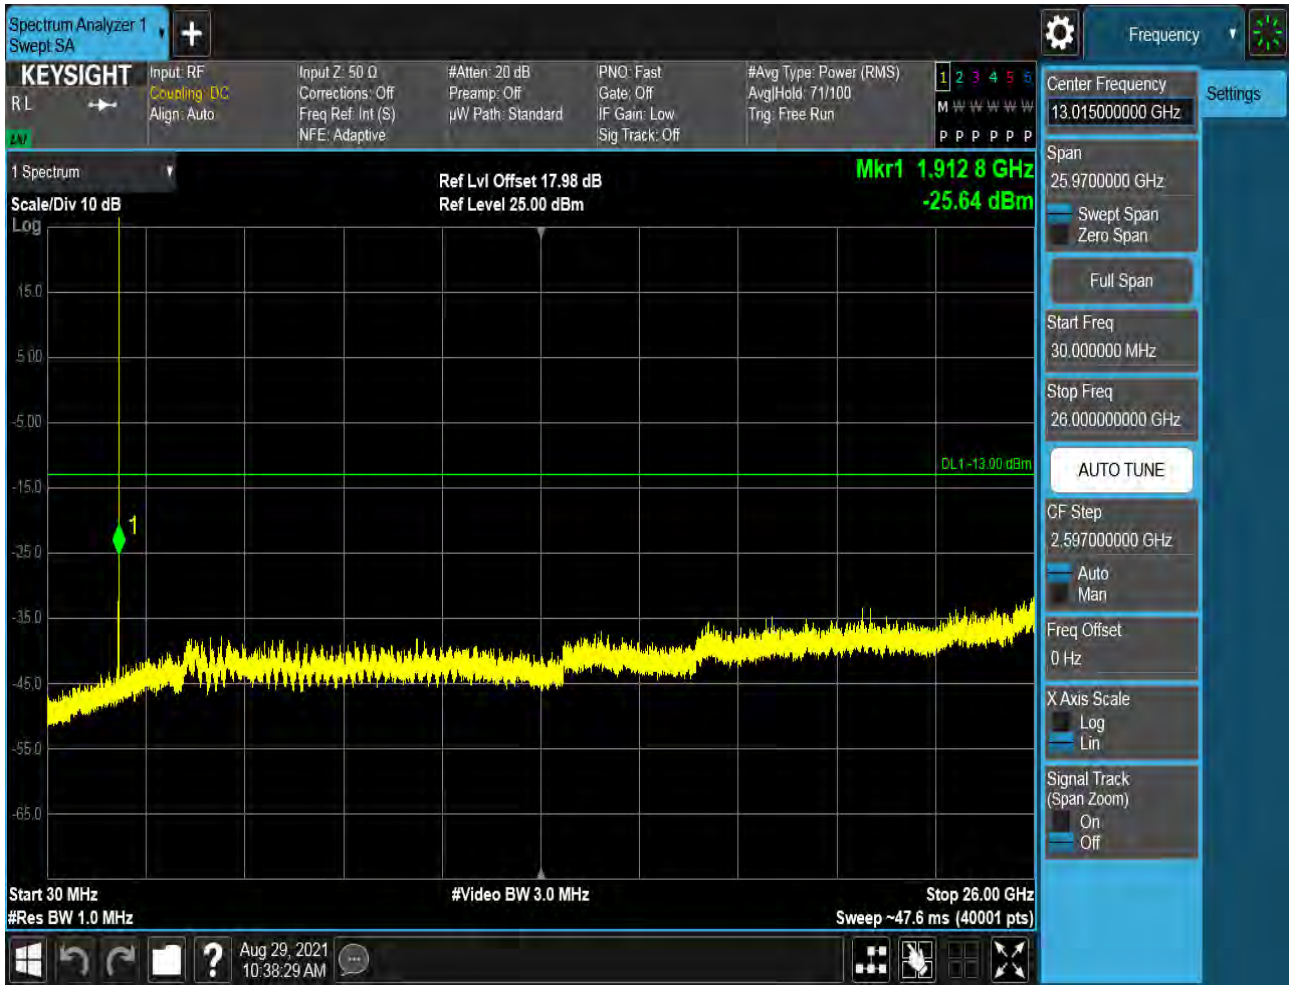 Spectrum Analyzer 1
Swept SA
Frequency
KEYSIGHT
R L
LXI
Input: RF
Coupling: DC
Align: Auto
Input Z: 50 Ω
Corrections: Off
Freq Ref: Int (S)
NFE: Adaptive
#Atten: 20 dB
Preamp: Off
µW Path: Standard
PNO: Fast
Gate: Off
IF Gain: Low
Sig Track: Off
#Avg Type: Power (RMS)
Avg|Hold: 71/100
Trig: Free Run
1 2 3 4 5 6
M W W W W W
P P P P P P
1 Spectrum
Scale/Div 10 dB
Log
Ref Lvl Offset 17.98 dB
Ref Level 25.00 dBm
Mkr1 1.912 8 GHz
-25.64 dBm
15.0
5.00
-5.00
-15.0
-25.0
-35.0
-45.0
-55.0
-65.0
DL1 -13.00 dBm
1
Start 30 MHz
#Res BW 1.0 MHz
#Video BW 3.0 MHz
Stop 26.00 GHz
Sweep ~47.6 ms (40001 pts)
Center Frequency
13.015000000 GHz
Settings
Span
25.9700000 GHz
Swept Span
Zero Span
Full Span
Start Freq
30.000000 MHz
Stop Freq
26.000000000 GHz
AUTO TUNE
CF Step
2.597000000 GHz
Auto
Man
Freq Offset
0 Hz
X Axis Scale
Log
Lin
Signal Track
(Span Zoom)
On
Off
?
Aug 29, 2021
10:38:29 AM